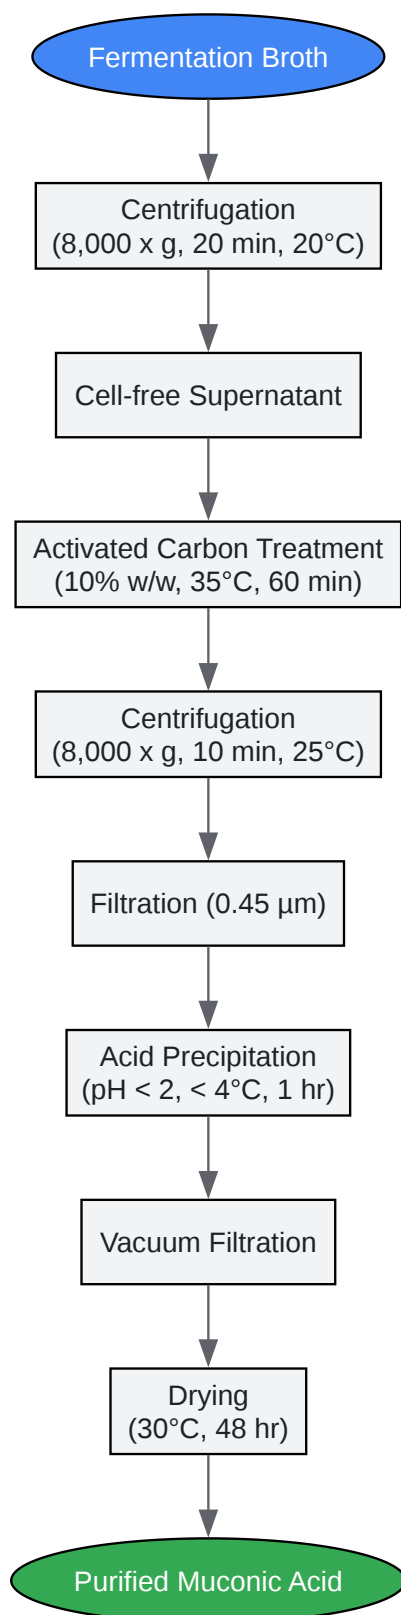 Fermentation Broth
Centrifugation
(8,000 x g, 20 min, 20°C)
Cell-free Supernatant
Activated Carbon Treatment
(10% w/w, 35°C, 60 min)
Centrifugation
(8,000 x g, 10 min, 25°C)
Filtration (0.45 µm)
Acid Precipitation
(pH < 2, < 4°C, 1 hr)
Vacuum Filtration
Drying
(30°C, 48 hr)
Purified Muconic Acid